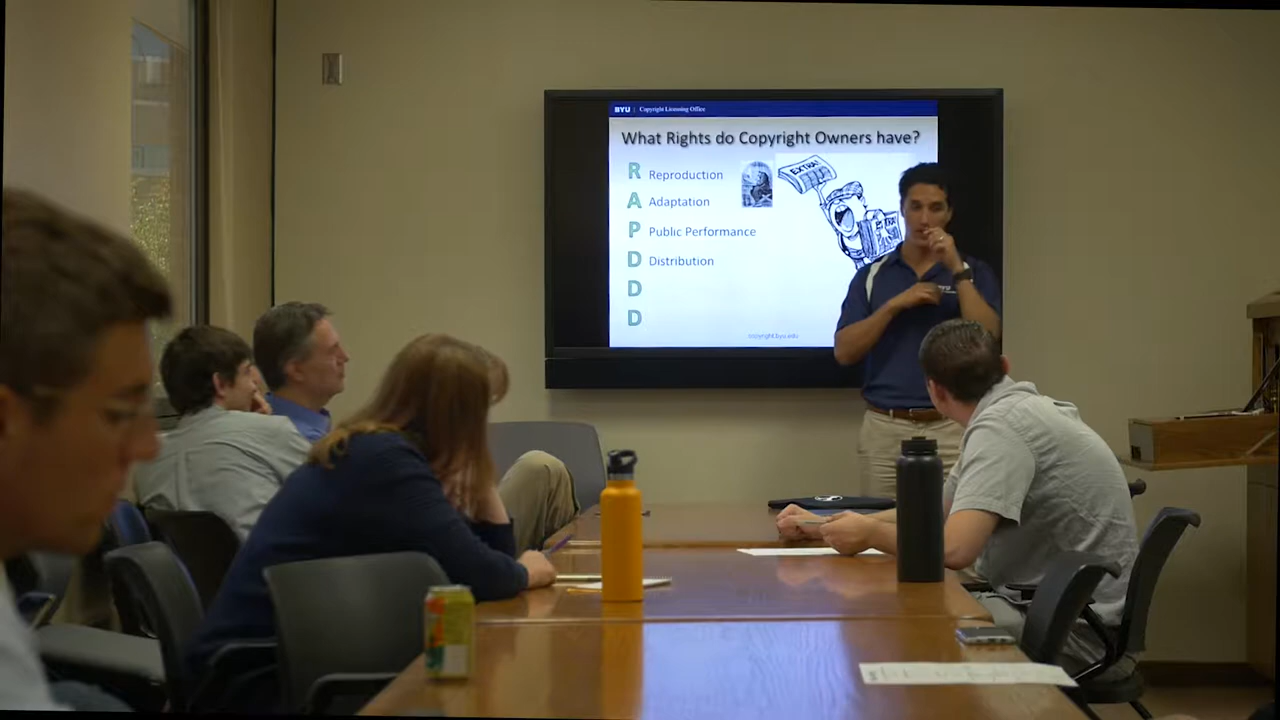 BYU | Copyright Licensing Office
What Rights do Copyright Owners have?
R Reproduction
A Adaptation
P Public Performance
D Distribution
D
D
EXTRA!
copyright.byu.edu
BYU